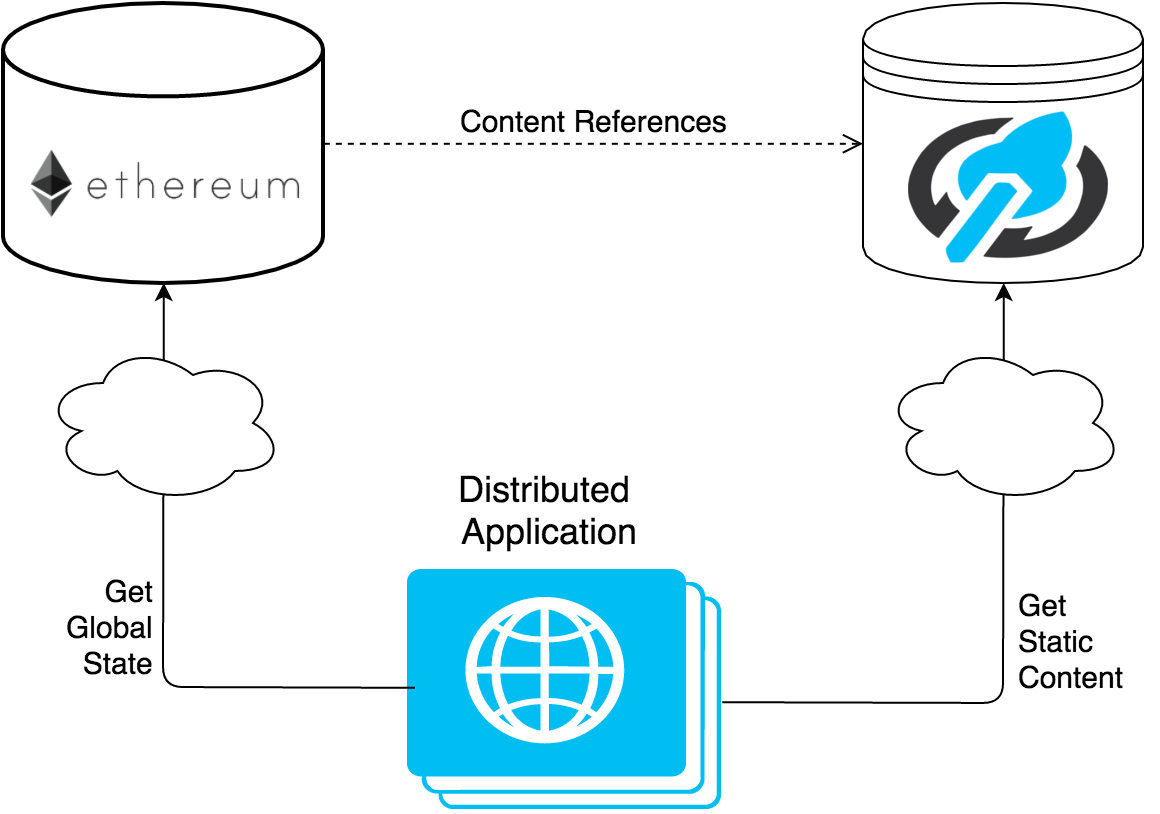 Content References
ethereum
Distributed
Application
Get
Global
State
Get
Static
Content